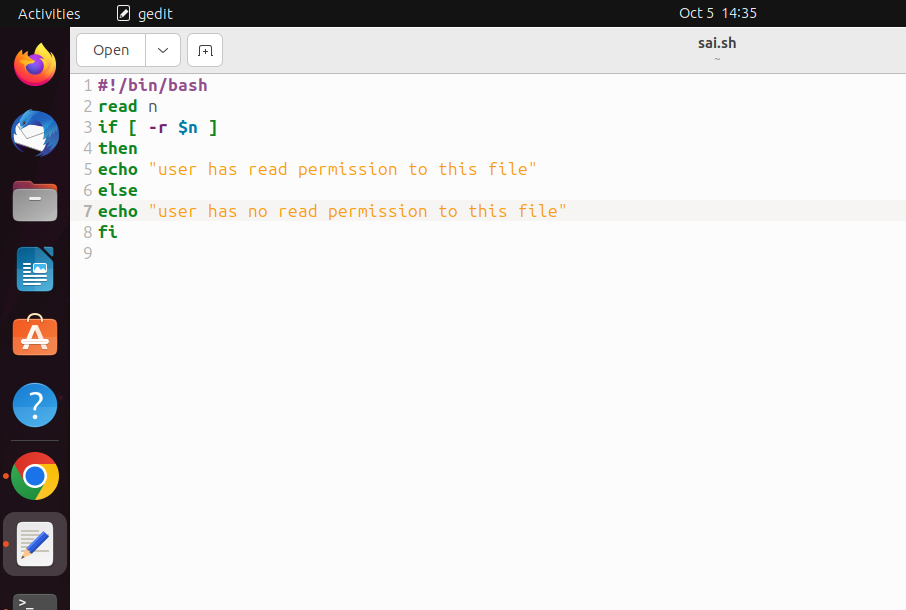 Activities gedit Oct 5 14:35
Open sai.sh
~
1 #!/bin/bash
2 read n
3 if [ -r $n ]
4 then
5 echo "user has read permission to this file"
6 else
7 echo "user has no read permission to this file"
8 fi
9
?
>_